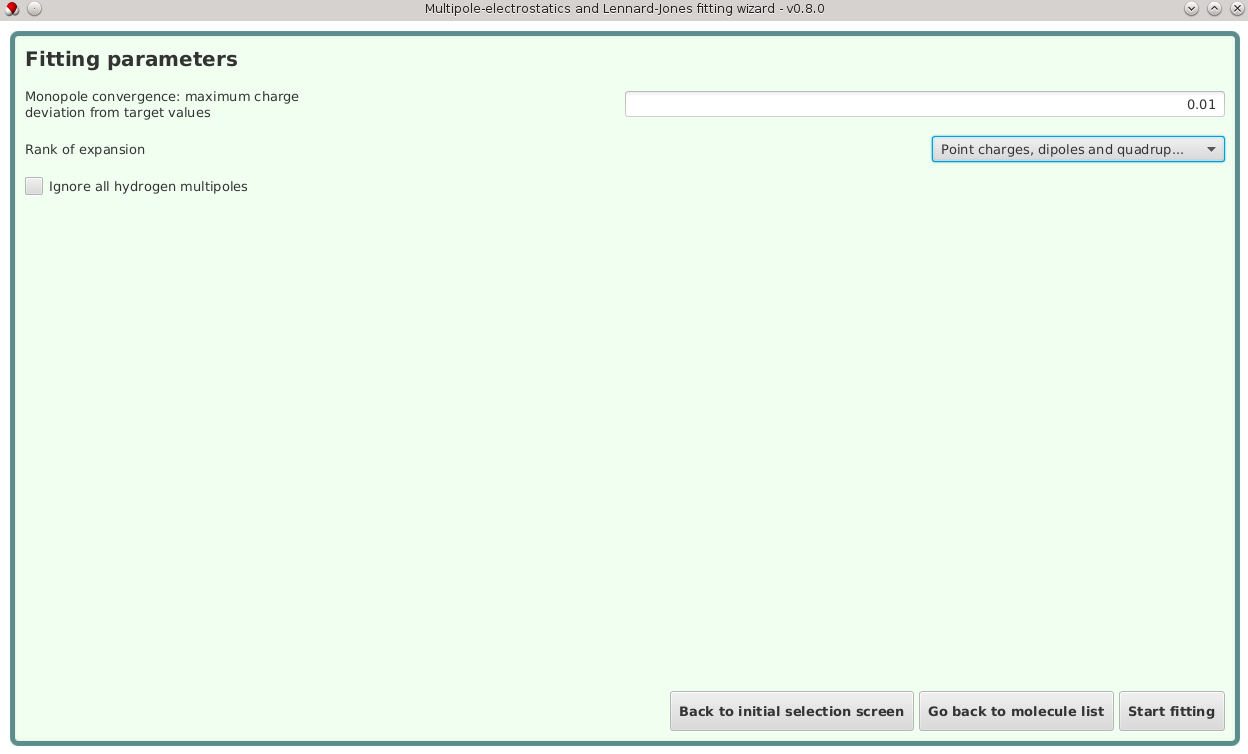 Multipole-electrostatics and Lennard-Jones fitting wizard - v0.8.0
Fitting parameters
Monopole convergence: maximum charge
deviation from target values
0.01
Rank of expansion
Point charges, dipoles and quadrup...
Ignore all hydrogen multipoles
Back to initial selection screen
Go back to molecule list
Start fitting